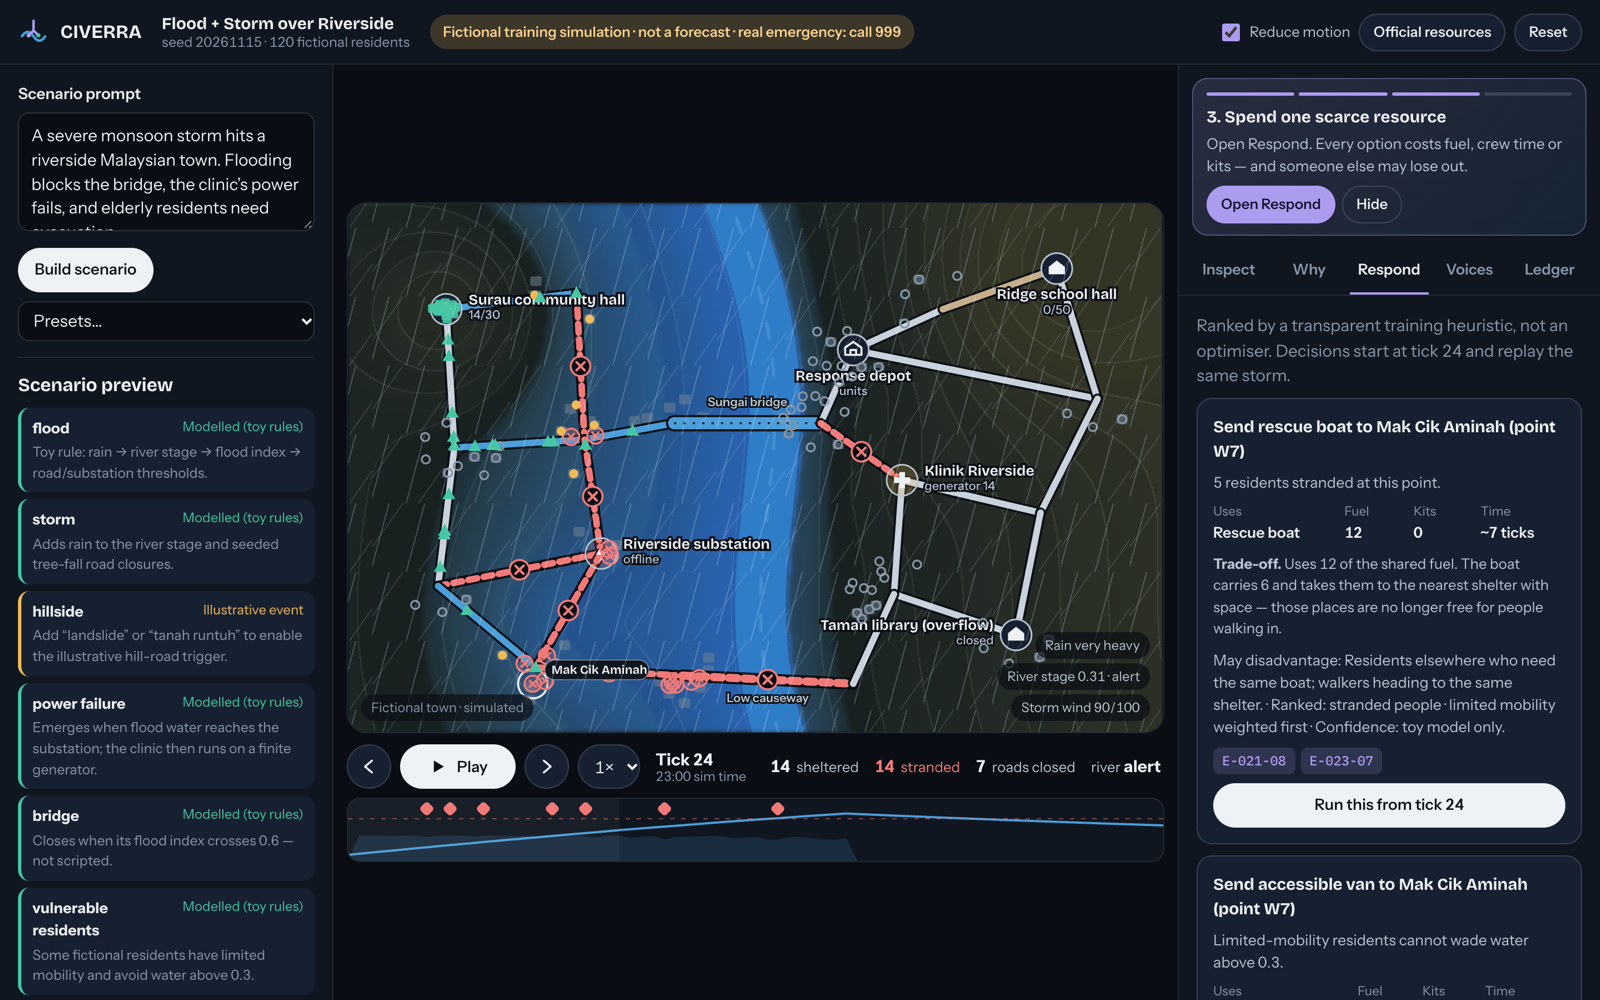 CIVERRA
Flood + Storm over Riverside
seed 20261115 · 120 fictional residents
Fictional training simulation · not a forecast · real emergency: call 999
Reduce motion
Official resources
Reset
Scenario prompt
A severe monsoon storm hits a
riverside Malaysian town. Flooding
blocks the bridge, the clinic’s power
fails, and elderly residents need
Build scenario
Presets...
Scenario preview
flood
Modelled (toy rules)
Toy rule: rain → river stage → flood index →
road/substation thresholds.
storm
Modelled (toy rules)
Adds rain to the river stage and seeded
tree-fall road closures.
hillside
Illustrative event
Add “landslide” or “tanah runtuh” to enable
the illustrative hill-road trigger.
power failure
Modelled (toy rules)
Emerges when flood water reaches the
substation; the clinic then runs on a finite
generator.
bridge
Modelled (toy rules)
Closes when its flood index crosses 0.6 —
not scripted.
vulnerable
residents
Modelled (toy rules)
Some fictional residents have limited
mobility and avoid water above 0.3.
Surau community hall
14/30
Ridge school hall
0/50
Response depot
units
Sungai bridge
Klinik Riverside
generator 14
Riverside substation
offline
Taman library (overflow)
closed
Mak Cik Aminah
Low causeway
Rain very heavy
River stage 0.31 · alert
Storm wind 90/100
Fictional town · simulated
Play
1×
Tick 24
23:00 sim time
14 sheltered
14 stranded
7 roads closed
river alert
3. Spend one scarce resource
Open Respond. Every option costs fuel, crew time or
kits — and someone else may lose out.
Open Respond
Hide
Inspect
Why
Respond
Voices
Ledger
Ranked by a transparent training heuristic, not an
optimiser. Decisions start at tick 24 and replay the
same storm.
Send rescue boat to Mak Cik Aminah (point
W7)
5 residents stranded at this point.
Uses Fuel Kits Time
Rescue boat 12 0 ~7 ticks
Trade-off. Uses 12 of the shared fuel. The boat
carries 6 and takes them to the nearest shelter with
space — those places are no longer free for people
walking in.
May disadvantage: Residents elsewhere who need
the same boat; walkers heading to the same
shelter. · Ranked: stranded people · limited mobility
weighted first · Confidence: toy model only.
E-021-08
E-023-07
Run this from tick 24
Send accessible van to Mak Cik Aminah
(point W7)
Limited-mobility residents cannot wade water
above 0.3.
Uses Fuel Kits Time